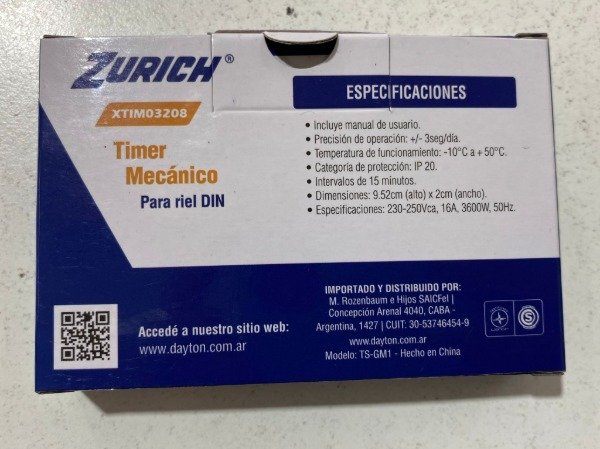 ZURICH®
XTIM03208
Timer
Mecánico
Para riel DIN
ESPECIFICACIONES
• Incluye manual de usuario.
• Precisión de operación: +/- 3seg/día.
• Temperatura de funcionamiento: -10°C a + 50°C.
• Categoría de protección: IP 20.
• Intervalos de 15 minutos.
• Dimensiones: 9.52cm (alto) x 2cm (ancho).
• Especificaciones: 230-250Vca, 16A, 3600W, 50Hz.
Accedé a nuestro sitio web:
www.dayton.com.ar
IMPORTADO Y DISTRIBUIDO POR:
M. Rozenbaum e Hijos SAICFeI |
Concepción Arenal 4040, CABA -
Argentina, 1427 | CUIT: 30-53746454-9
www.dayton.com.ar
Modelo: TS-GM1 - Hecho en China
S